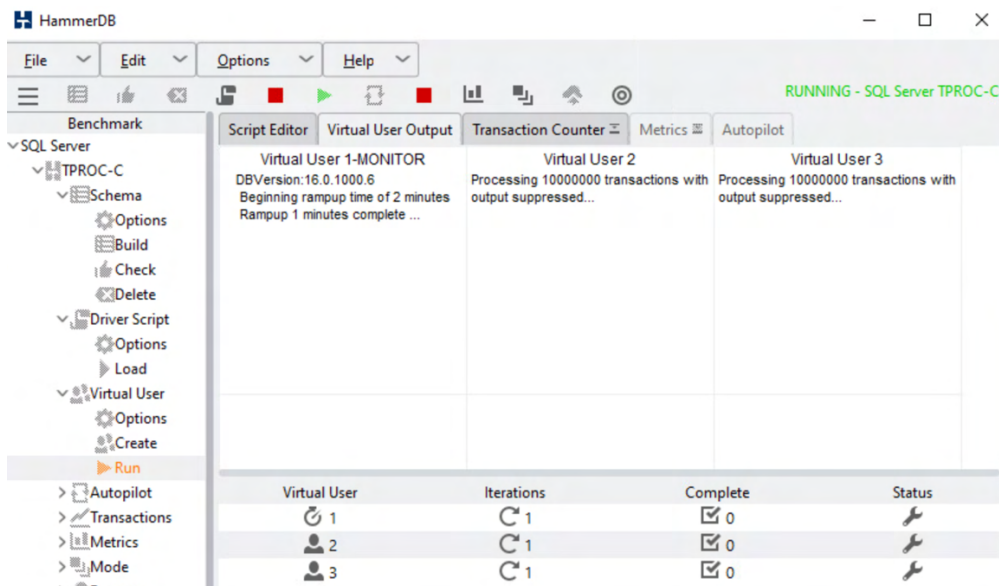 HammerDB
File Edit Options Help
RUNNING - SQL Server TPROC-C
Benchmark
SQL Server
TPROC-C
Schema
Options
Build
Check
Delete
Driver Script
Options
Load
Virtual User
Options
Create
Run
Autopilot
Transactions
Metrics
Mode
Script Editor Virtual User Output Transaction Counter Metrics Autopilot
Virtual User 1-MONITOR
DBVersion:16.0.1000.6
Beginning rampup time of 2 minutes
Rampup 1 minutes complete ...
Virtual User 2
Processing 10000000 transactions with
output suppressed...
Virtual User 3
Processing 10000000 transactions with
output suppressed...
Virtual User Iterations Complete Status
1 1 0
2 1 0
3 1 0